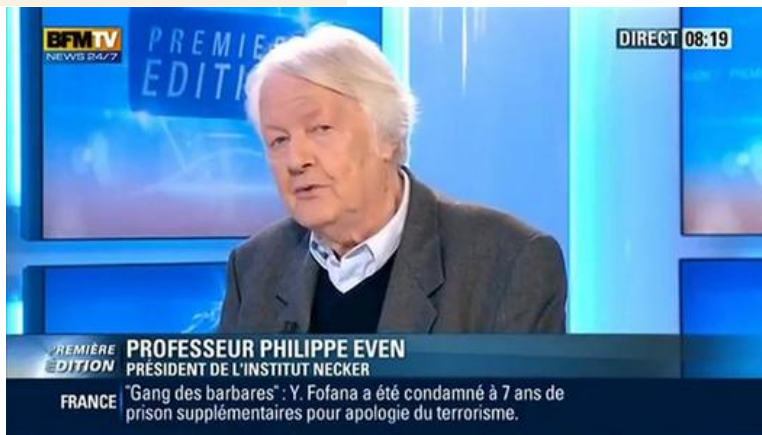 BFMTV
NEWS 24/7
PREMIÈRE
EDITION
DIRECT 08:19
PREMIÈRE
EDITION
PROFESSEUR PHILIPPE EVEN
PRÉSIDENT DE L'INSTITUT NECKER
FRANCE
"Gang des barbares" : Y. Fofana a été condamné à 7 ans de
prison supplémentaires pour apologie du terrorisme.